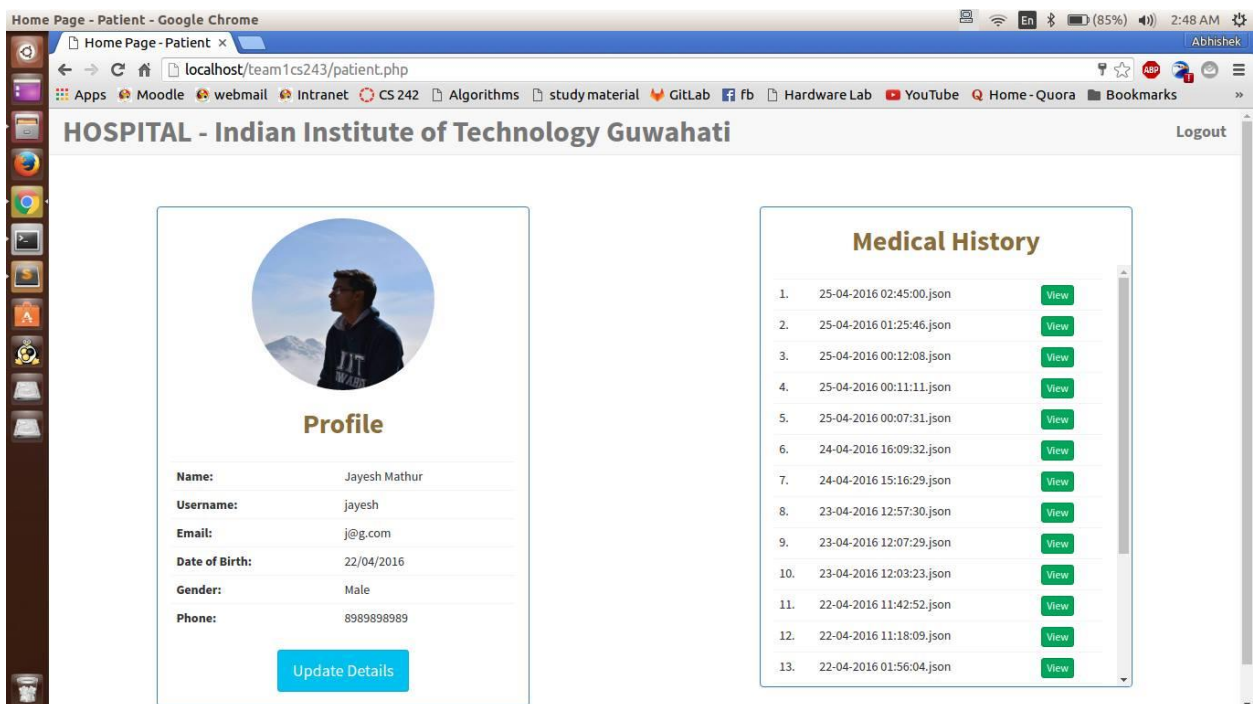 Home Page - Patient - Google Chrome
En
(85%)
2:48 AM
Home Page - Patient ×
Abhishek
localhost/team1cs243/patient.php
ABP
Apps Moodle webmail Intranet CS 242 Algorithms study material GitLab fb Hardware Lab YouTube Home - Quora Bookmarks »
HOSPITAL - Indian Institute of Technology Guwahati
Logout
IIT
Profile
Name: Jayesh Mathur
Username: jayesh
Email: j@g.com
Date of Birth: 22/04/2016
Gender: Male
Phone: 8989898989
Update Details
Medical History
1. 25-04-2016 02:45:00.json View
2. 25-04-2016 01:25:46.json View
3. 25-04-2016 00:12:08.json View
4. 25-04-2016 00:11:11.json View
5. 25-04-2016 00:07:31.json View
6. 24-04-2016 16:09:32.json View
7. 24-04-2016 15:16:29.json View
8. 23-04-2016 12:57:30.json View
9. 23-04-2016 12:07:29.json View
10. 23-04-2016 12:03:23.json View
11. 22-04-2016 11:42:52.json View
12. 22-04-2016 11:18:09.json View
13. 22-04-2016 01:56:04.json View